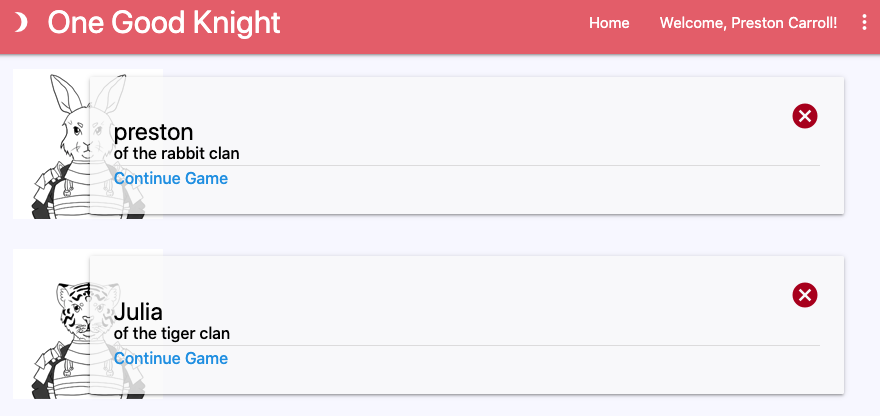 One Good Knight
Home
Welcome, Preston Carroll!
preston
of the rabbit clan
Continue Game
Julia
of the tiger clan
Continue Game